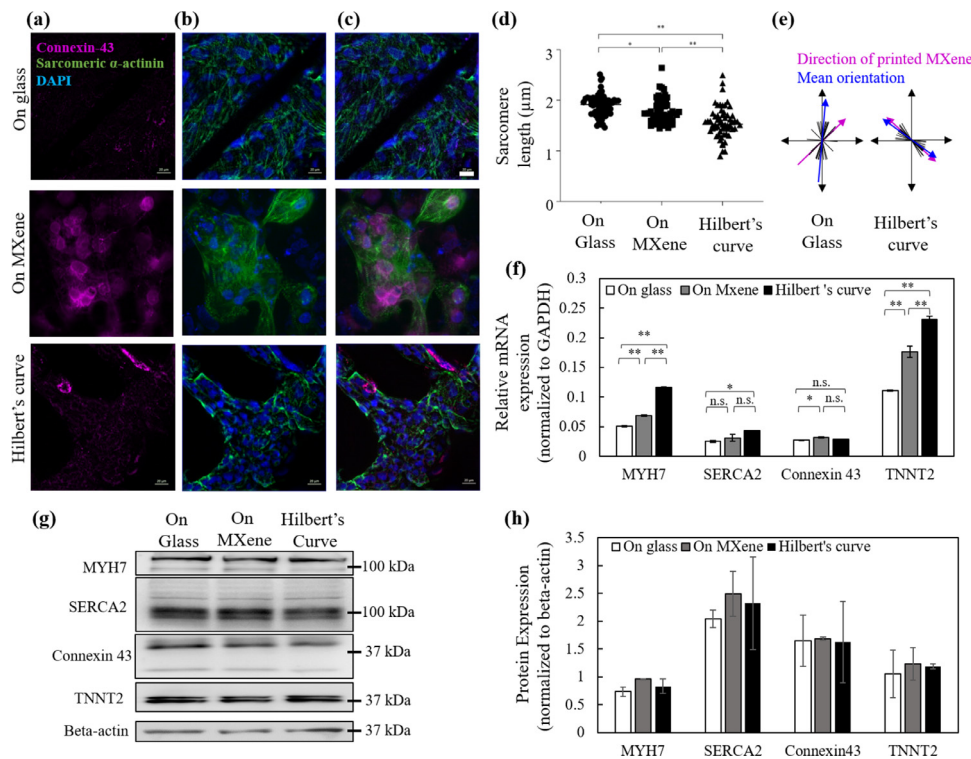 (a)
(b)
(c)
Connexin-43
Sarcomeric α-actinin
DAPI
On glass
On MXene
Hilbert's curve
(d)
Sarcomere
length (µm)
3
2
1
0
**
*
**
On
Glass
On
MXene
Hilbert's
curve
(e)
Direction of printed MXene
Mean orientation
On
Glass
Hilbert's
curve
(f)
Relative mRNA
expression
(normalized to GAPDH)
0.3
0.25
0.2
0.15
0.1
0.05
0
On glass
On Mxene
Hilbert 's curve
**
** **
*
n.s. n.s.
n.s.
* n.s.
**
** **
MYH7
SERCA2
Connexin 43
TNNT2
(g)
On
Glass
On
MXene
Hilbert's
Curve
MYH7
100 kDa
SERCA2
100 kDa
Connexin 43
37 kDa
TNNT2
37 kDa
Beta-actin
37 kDa
(h)
Protein Expression
(normalized to beta-actin)
3.5
3
2.5
2
1.5
1
0.5
0
On glass
On MXene
Hilbert's curve
MYH7
SERCA2
Connexin43
TNNT2